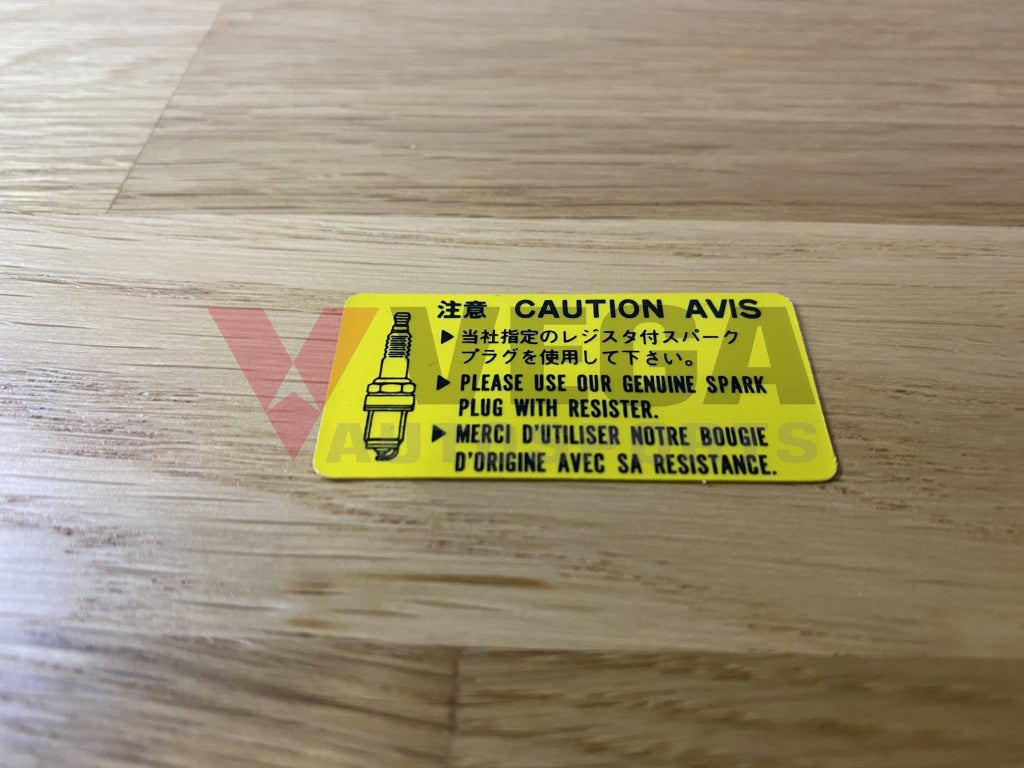 注意 CAUTION AVIS
▶当社指定のレジスタ付スパーク
プラグを使用して下さい。
▶PLEASE USE OUR GENUINE SPARK
PLUG WITH RESISTER.
▶MERCI D'UTILISER NOTRE BOUGIE
D'ORIGINE AVEC SA RESISTANCE.
VEGA
AUTOSPORTS